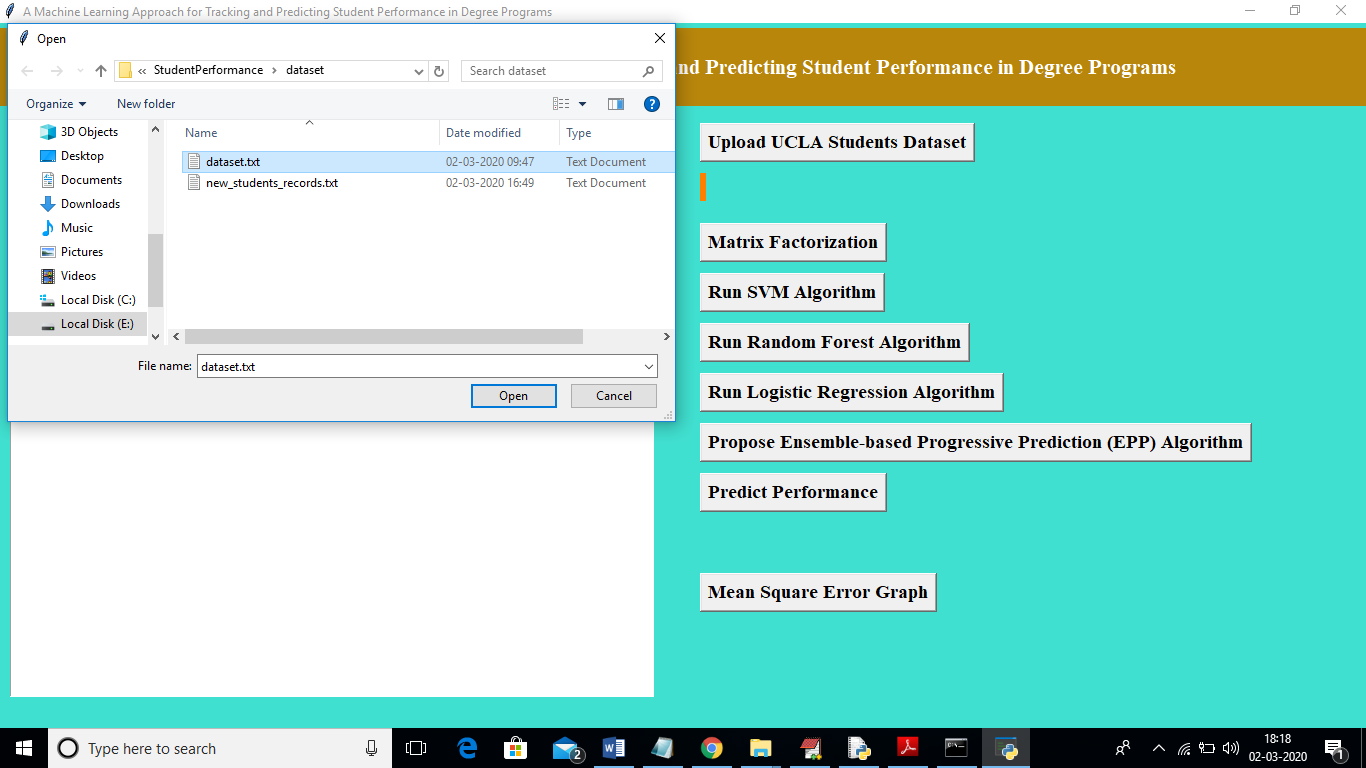 A Machine Learning Approach for Tracking and Predicting Student Performance in Degree Programs
Open
« StudentPerformance › dataset
Search dataset
Organize
New folder
3D Objects
Desktop
Documents
Downloads
Music
Pictures
Videos
Local Disk (C:)
Local Disk (E:)
Name Date modified Type
dataset.txt 02-03-2020 09:47 Text Document
new_students_records.txt 02-03-2020 16:49 Text Document
File name: dataset.txt
Open Cancel
nd Predicting Student Performance in Degree Programs
Upload UCLA Students Dataset
Matrix Factorization
Run SVM Algorithm
Run Random Forest Algorithm
Run Logistic Regression Algorithm
Propose Ensemble-based Progressive Prediction (EPP) Algorithm
Predict Performance
Mean Square Error Graph
Type here to search
2
18:18
02-03-2020
1